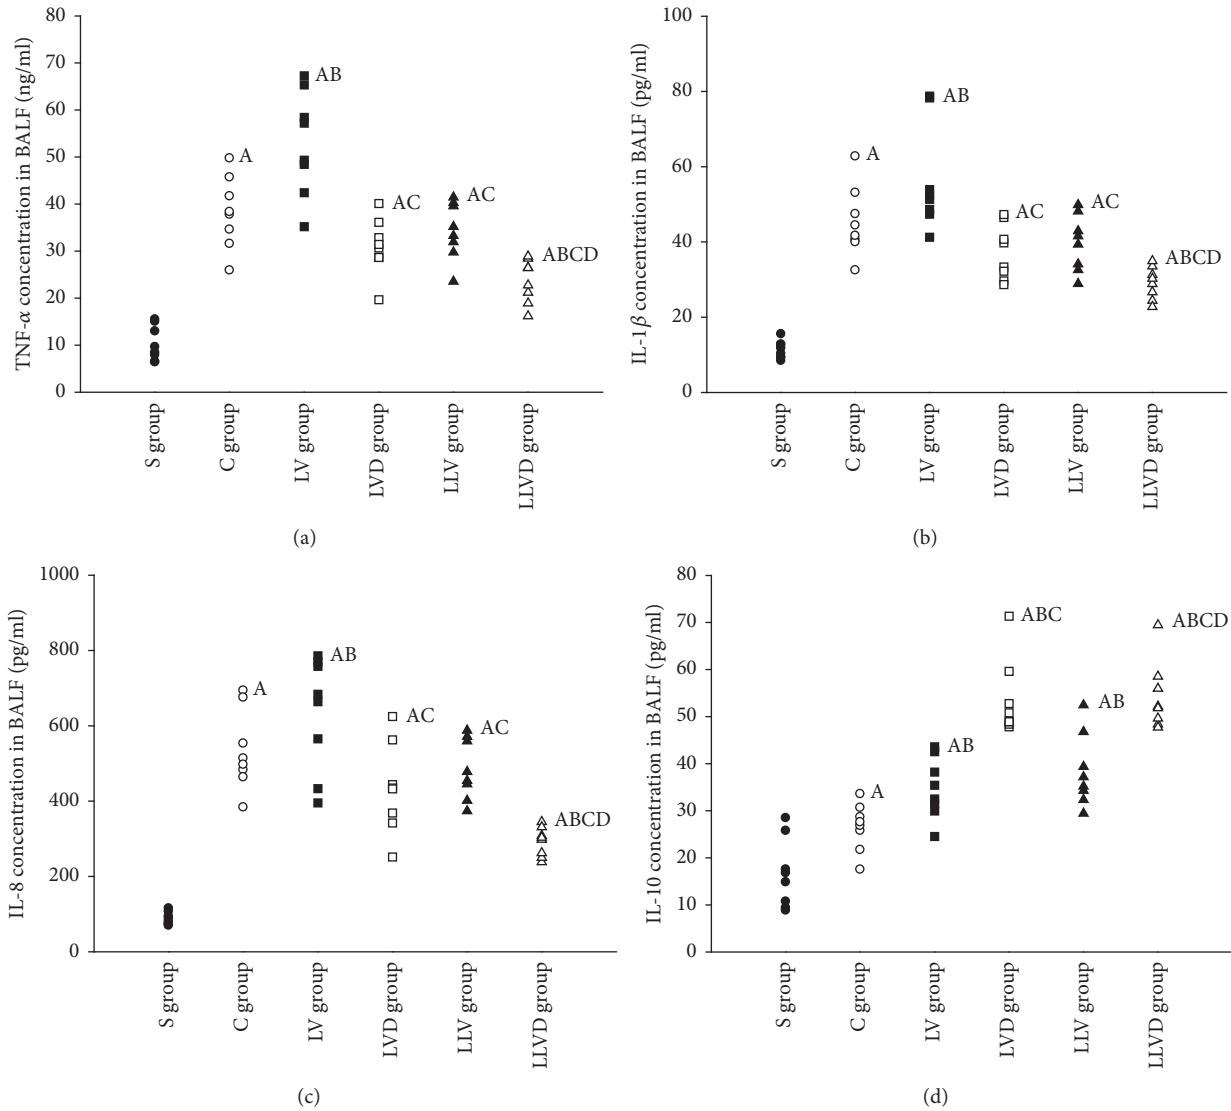 TNF-α concentration in BALF (ng/ml)
80
70
60
50
40
30
20
10
0
A
AB
AC
AC
ABCD
S group
C group
LV group
LVD group
LLV group
LLVD group
(a)
IL-1β concentration in BALF (pg/ml)
100
80
60
40
20
0
A
AB
AC
AC
ABCD
S group
C group
LV group
LVD group
LLV group
LLVD group
(b)
IL-8 concentration in BALF (pg/ml)
1000
800
600
400
200
0
A
AB
AC
AC
ABCD
S group
C group
LV group
LVD group
LLV group
LLVD group
(c)
IL-10 concentration in BALF (pg/ml)
80
70
60
50
40
30
20
10
0
A
AB
ABC
AB
ABCD
S group
C group
LV group
LVD group
LLV group
LLVD group
(d)